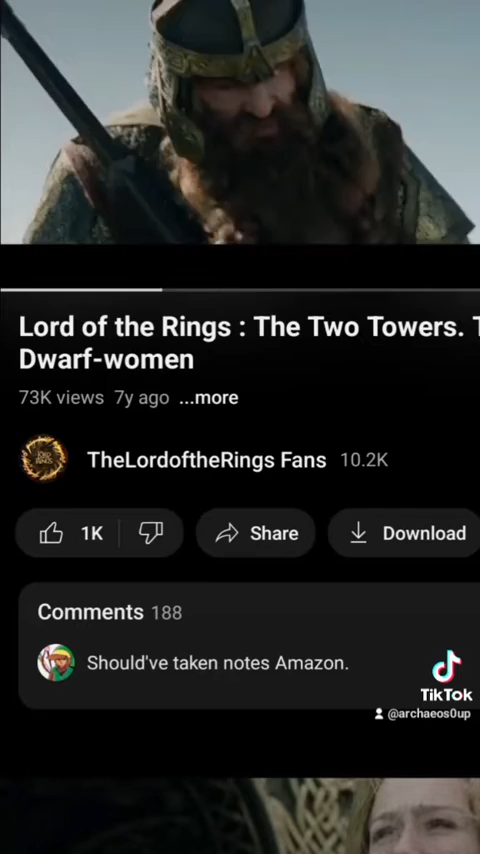 Lord of the Rings : The Two Towers. T
Dwarf-women
73K views 7y ago ...more
TheLordoftheRings Fans 10.2K
1K
Share
Download
Comments 188
Should've taken notes Amazon.
TikTok
@archaeos0up